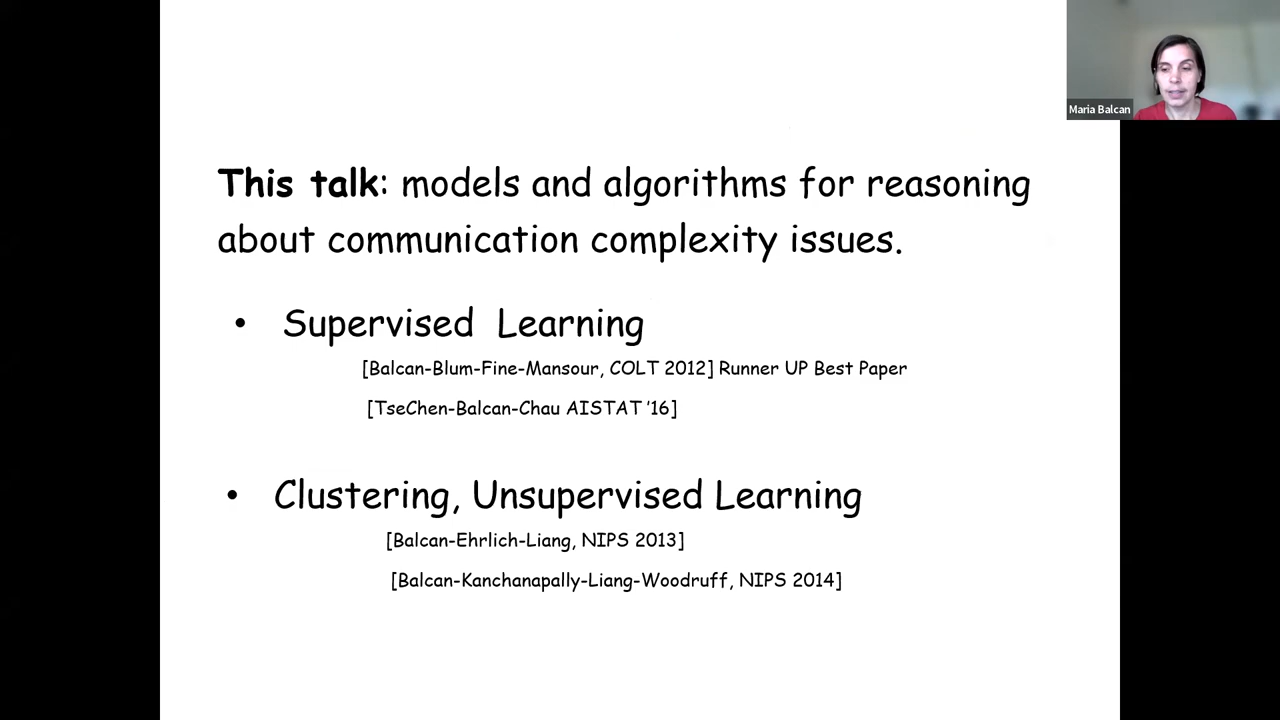 Maria Balcan
This talk: models and algorithms for reasoning
about communication complexity issues.
• Supervised Learning
[Balcan-Blum-Fine-Mansour, COLT 2012] Runner UP Best Paper
[TseChen-Balcan-Chau AISTAT '16]
• Clustering, Unsupervised Learning
[Balcan-Ehrlich-Liang, NIPS 2013]
[Balcan-Kanchanapally-Liang-Woodruff, NIPS 2014]